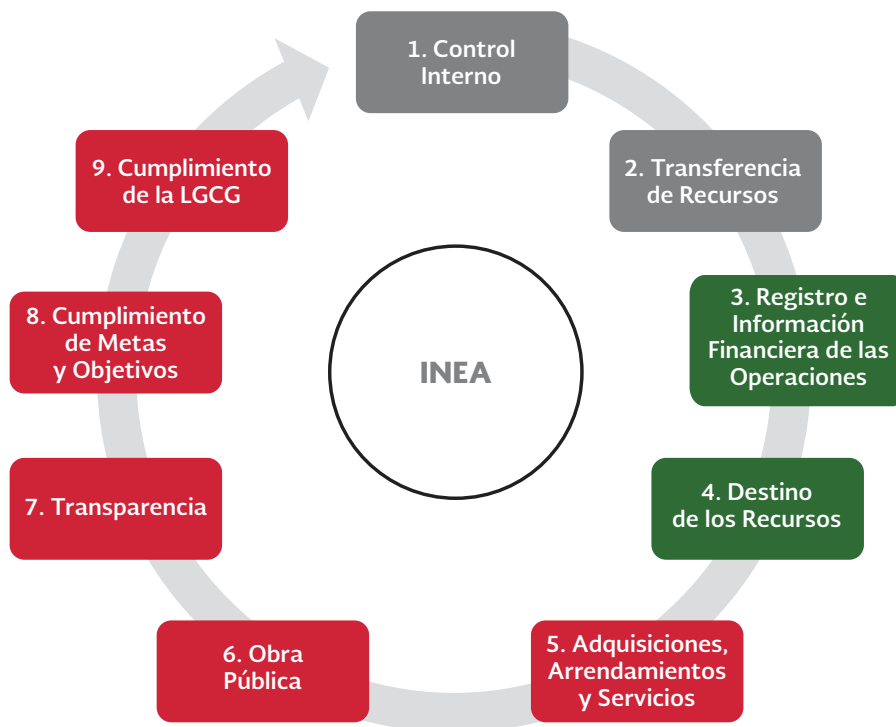 1. Control
Interno
2. Transferencia
de Recursos
3. Registro e
Información
Financiera de las
Operaciones
4. Destino
de los Recursos
5. Adquisiciones,
Arrendamientos
y Servicios
6. Obra
Pública
7. Transparencia
8. Cumplimiento
de Metas
y Objetivos
9. Cumplimiento
de la LGCG
INEA